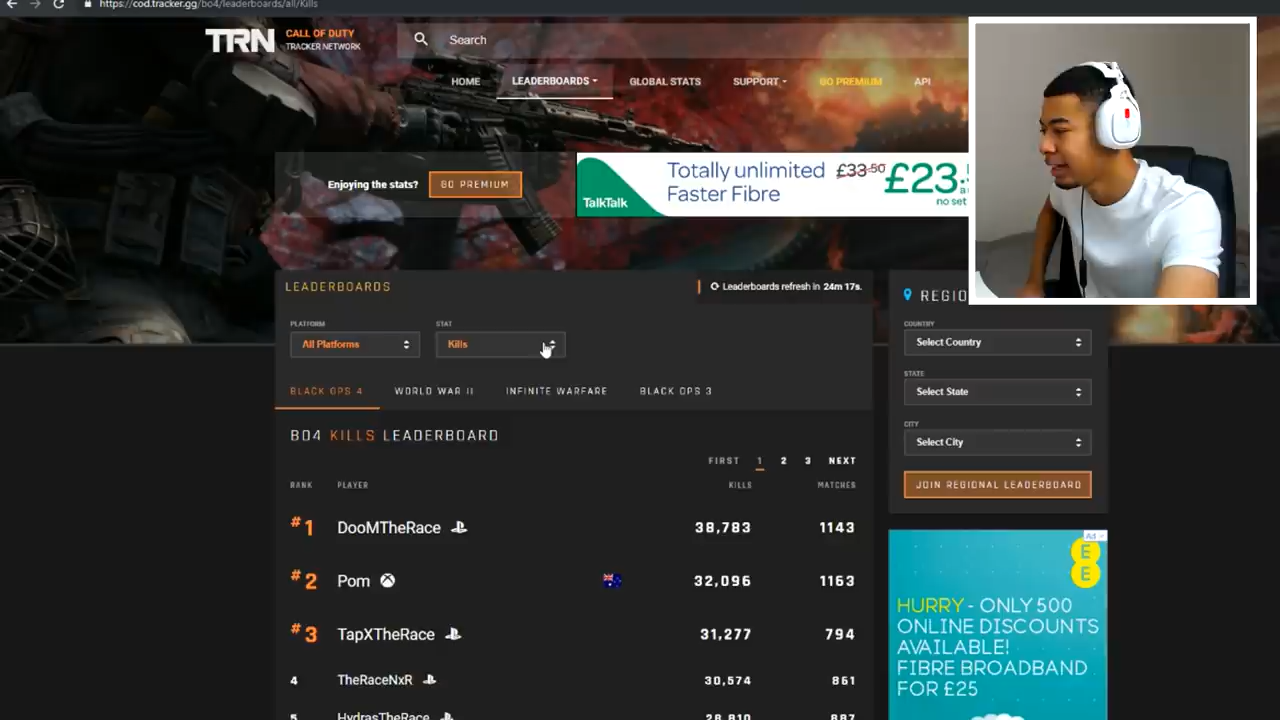 https://cod.tracker.gg/bo4/leaderboards/all/Kills
TRN CALL OF DUTY
TRACKER NETWORK
Search
HOME LEADERBOARDS GLOBAL STATS SUPPORT GO PREMIUM API
Enjoying the stats? GO PREMIUM
Totally unlimited
Faster Fibre
£33.50 £23.
no set
TalkTalk
LEADERBOARDS
Leaderboards refresh in 24m 17s.
PLATFORM STAT
All Platforms Kills
BLACK OPS 4 WORLD WAR II INFINITE WARFARE BLACK OPS 3
BO4 KILLS LEADERBOARD
FIRST 1 2 3 NEXT
RANK PLAYER KILLS MATCHES
#1 DooMTheRace 38,783 1143
#2 Pom 32,096 1163
#3 TapXTheRace 31,277 794
4 TheRaceNxR 30,574 861
5 HydrasTheRace 28,810 887
COUNTRY
Select Country
STATE
Select State
CITY
Select City
JOIN REGIONAL LEADERBOARD
Ad
EE
HURRY - ONLY 500
ONLINE DISCOUNTS
AVAILABLE!
FIBRE BROADBAND
FOR £25